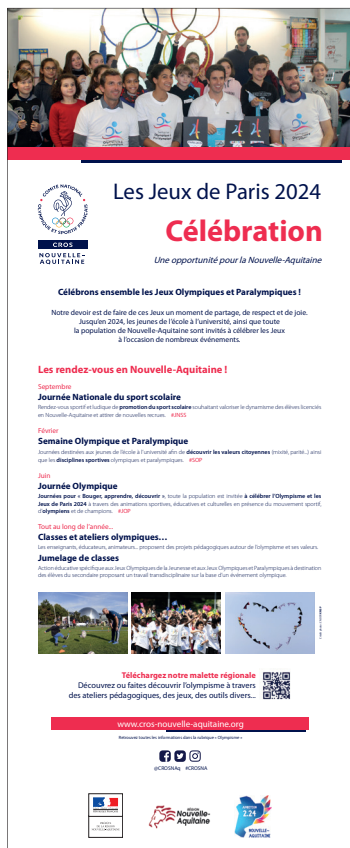 COMITÉ NATIONAL
OLYMPIQUE ET SPORTIF FRANÇAIS
CROS
NOUVELLE-
AQUITAINE
Les Jeux de Paris 2024
Célébration
Une opportunité pour la Nouvelle-Aquitaine
Célébrons ensemble les Jeux Olympiques et Paralympiques !
Notre devoir est de faire de ces Jeux un moment de partage, de respect et de joie.
Jusqu'en 2024, les jeunes de l'école à l'université, ainsi que toute
la population de Nouvelle-Aquitaine sont invités à célébrer les Jeux
à l'occasion de nombreux événements.
Les rendez-vous en Nouvelle-Aquitaine !
Septembre
Journée Nationale du sport scolaire
Rendez-vous sportif et ludique de promotion du sport scolaire souhaitant valoriser le dynamisme des élèves licenciés
en Nouvelle-Aquitaine et attirer de nouvelles recrues. #JNSS
Février
Semaine Olympique et Paralympique
Journées destinées aux jeunes de l'école à l'université afin de découvrir les valeurs citoyennes (mixité, parité...) ainsi
que les disciplines sportives olympiques et paralympiques. #SOP
Juin
Journée Olympique
Journées pour « Bouger, apprendre, découvrir », toute la population est invitée à célébrer l'Olympisme et les
Jeux de Paris 2024 à travers des animations sportives, éducatives et culturelles en présence du mouvement sportif,
d'olympiens et de champions. #JOP
Tout au long de l'année...
Classes et ateliers olympiques...
Les enseignants, éducateurs, animateurs... proposent des projets pédagogiques autour de l'olympisme et ses valeurs.
Jumelage de classes
Action éducative spécifique aux Jeux Olympiques de la Jeunesse et aux Jeux Olympiques et Paralympiques à destination
des élèves du secondaire proposant un travail transdisciplinaire sur la base d'un événement olympique.
Téléchargez notre malette régionale
Découvrez ou faites découvrir l'olympisme à travers
des ateliers pédagogiques, des jeux, des outils divers...
www.cros-nouvelle-aquitaine.org
Retrouvez toutes les informations dans la rubrique « Olympisme »
@CROSNAq #CROSNA
RÉGION
Nouvelle-
Aquitaine
2.24
NOUVELLE-
AQUITAINE